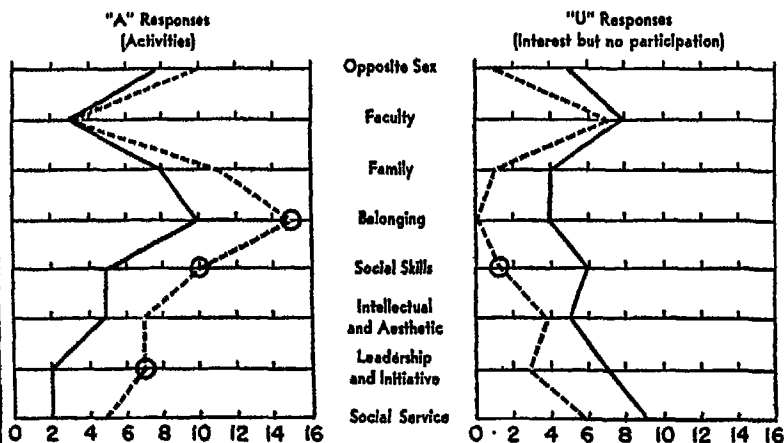 "A" Responses
(Activities)
"U" Responses
(Interest but no participation)
Opposite Sex
Faculty
Family
Belonging
Social Skills
Intellectual
and Aesthetic
Leadership
and Initiative
Social Service
0 2 4 6 8 10 12 14 16
0 2 4 6 8 10 12 14 16